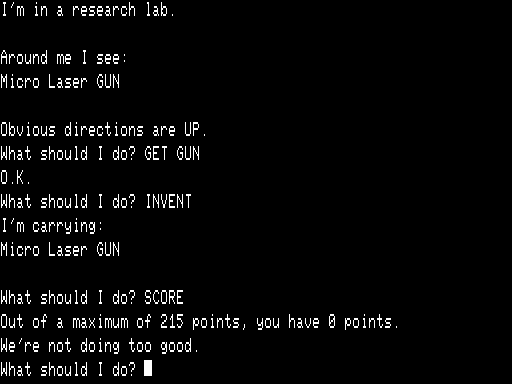 I'm in a research lab.
Around me I see:
Micro Laser GUN
Obvious directions are UP.
What should I do? GET GUN
O.K.
What should I do? INVENT
I'm carrying:
Micro Laser GUN
What should I do? SCORE
Out of a maximum of 215 points, you have 0 points.
We're not doing too good.
What should I do?